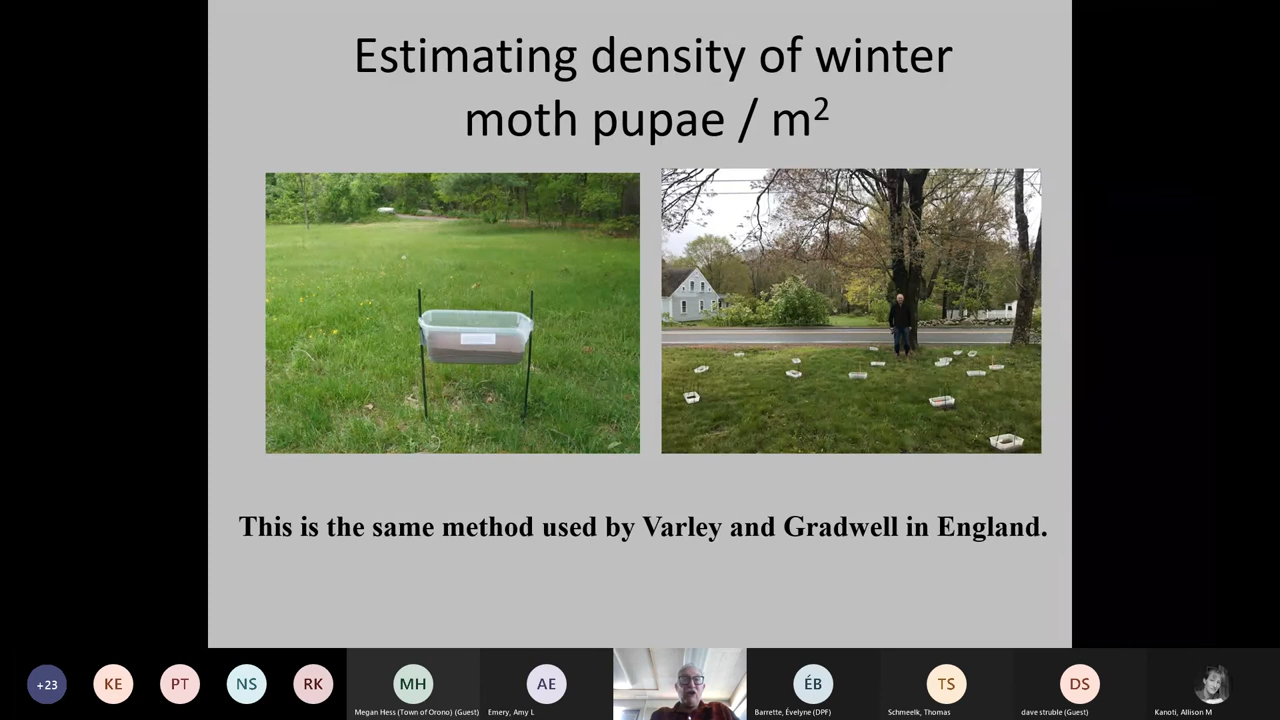 Estimating density of winter
moth pupae / m²
This is the same method used by Varley and Gradwell in England.
+23
KE
PT
NS
RK
MH
Megan Hess (Town of Orono) (Guest)
AE
Emery, Amy L
ÉB
Barrette, Évelyne (DPF)
TS
Schmeelk, Thomas
DS
dave struble (Guest)
Kanoti, Allison M